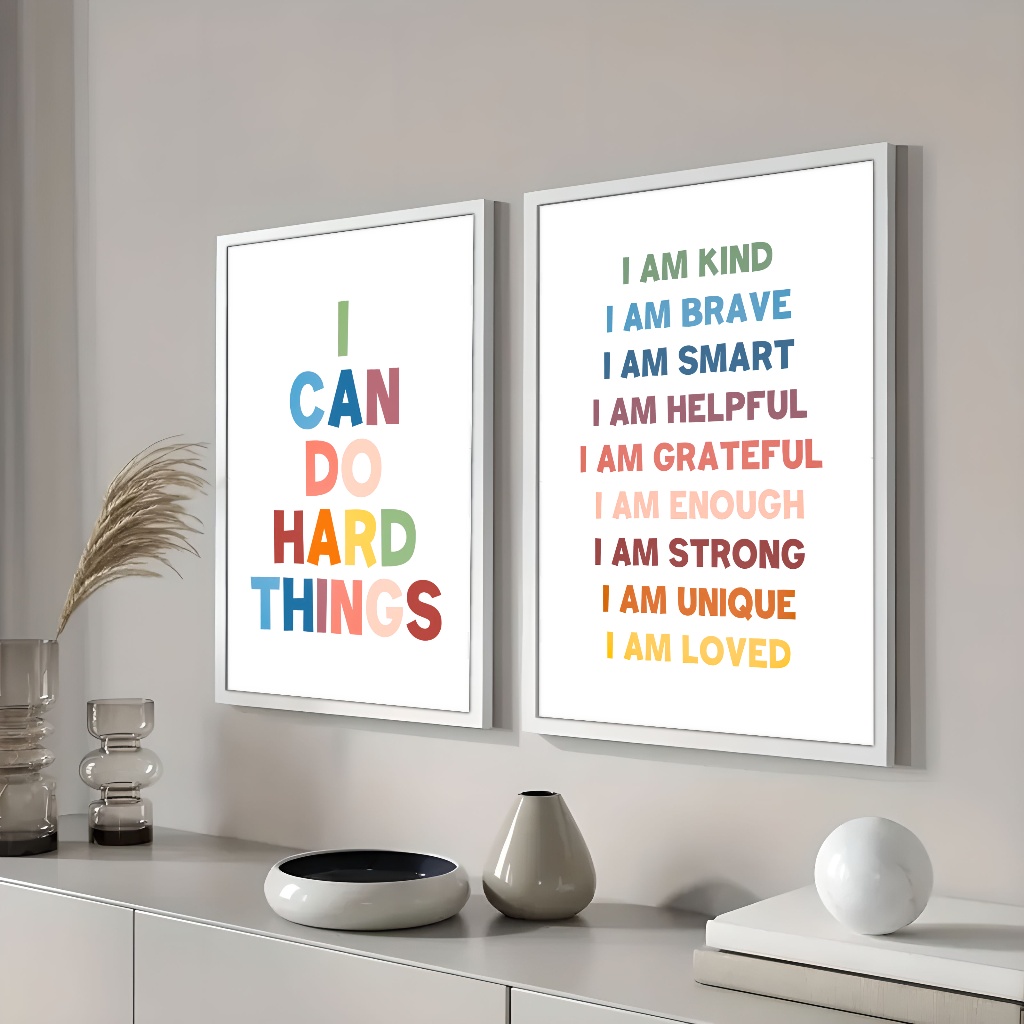 I
CAN
DO
HARD
THINGS
I AM KIND
I AM BRAVE
I AM SMART
I AM HELPFUL
I AM GRATEFUL
I AM ENOUGH
I AM STRONG
I AM UNIQUE
I AM LOVED